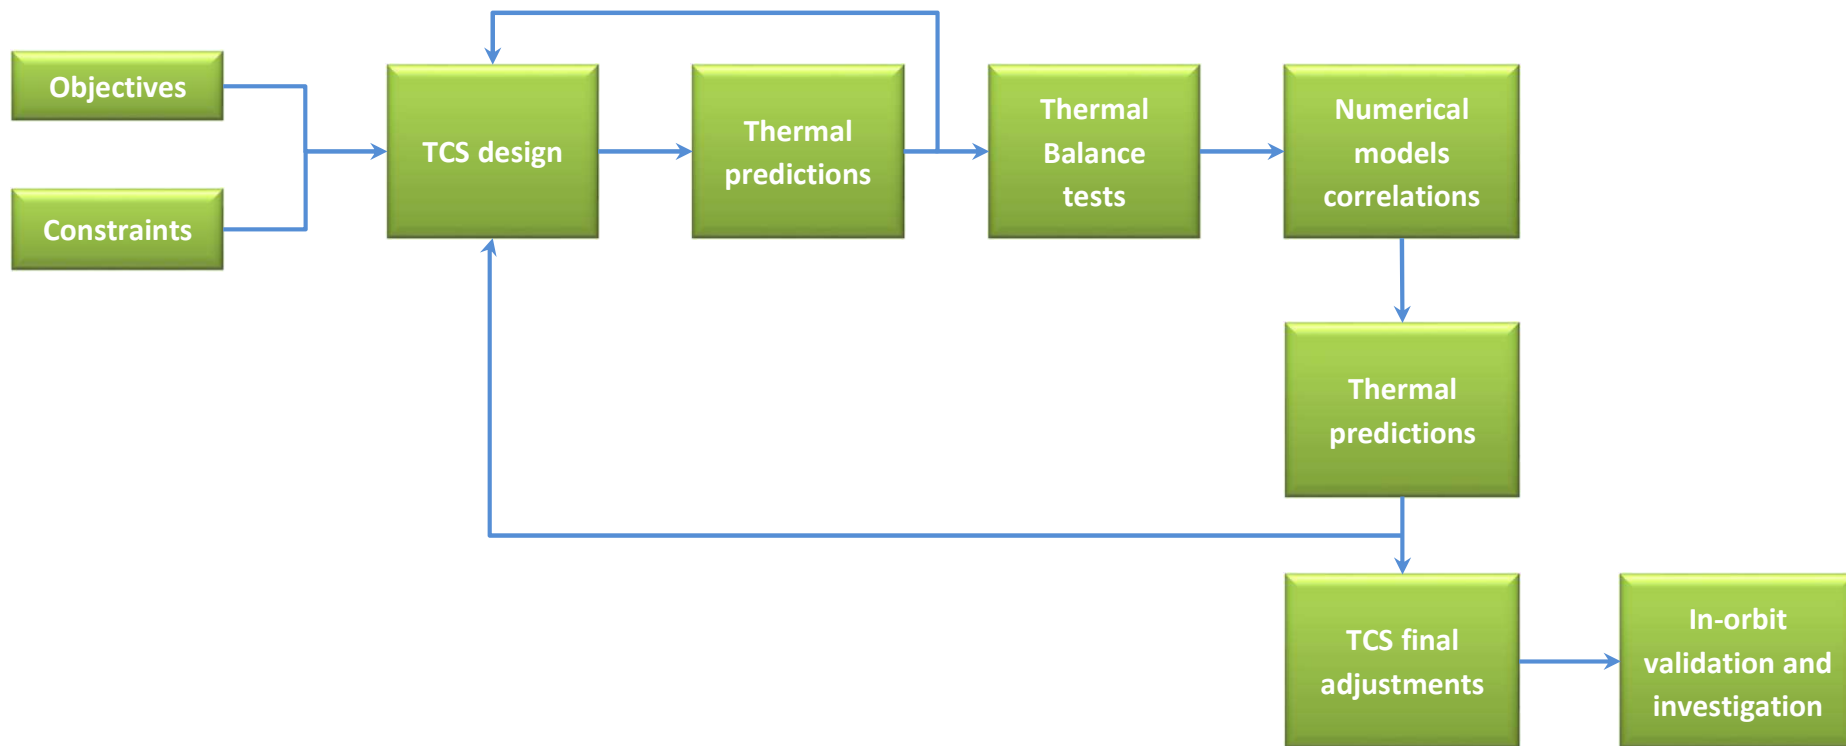 Objectives
Constraints
TCS design
Thermal
predictions
Thermal
Balance
tests
Numerical
models
correlations
Thermal
predictions
TCS final
adjustments
In-orbit
validation and
investigation